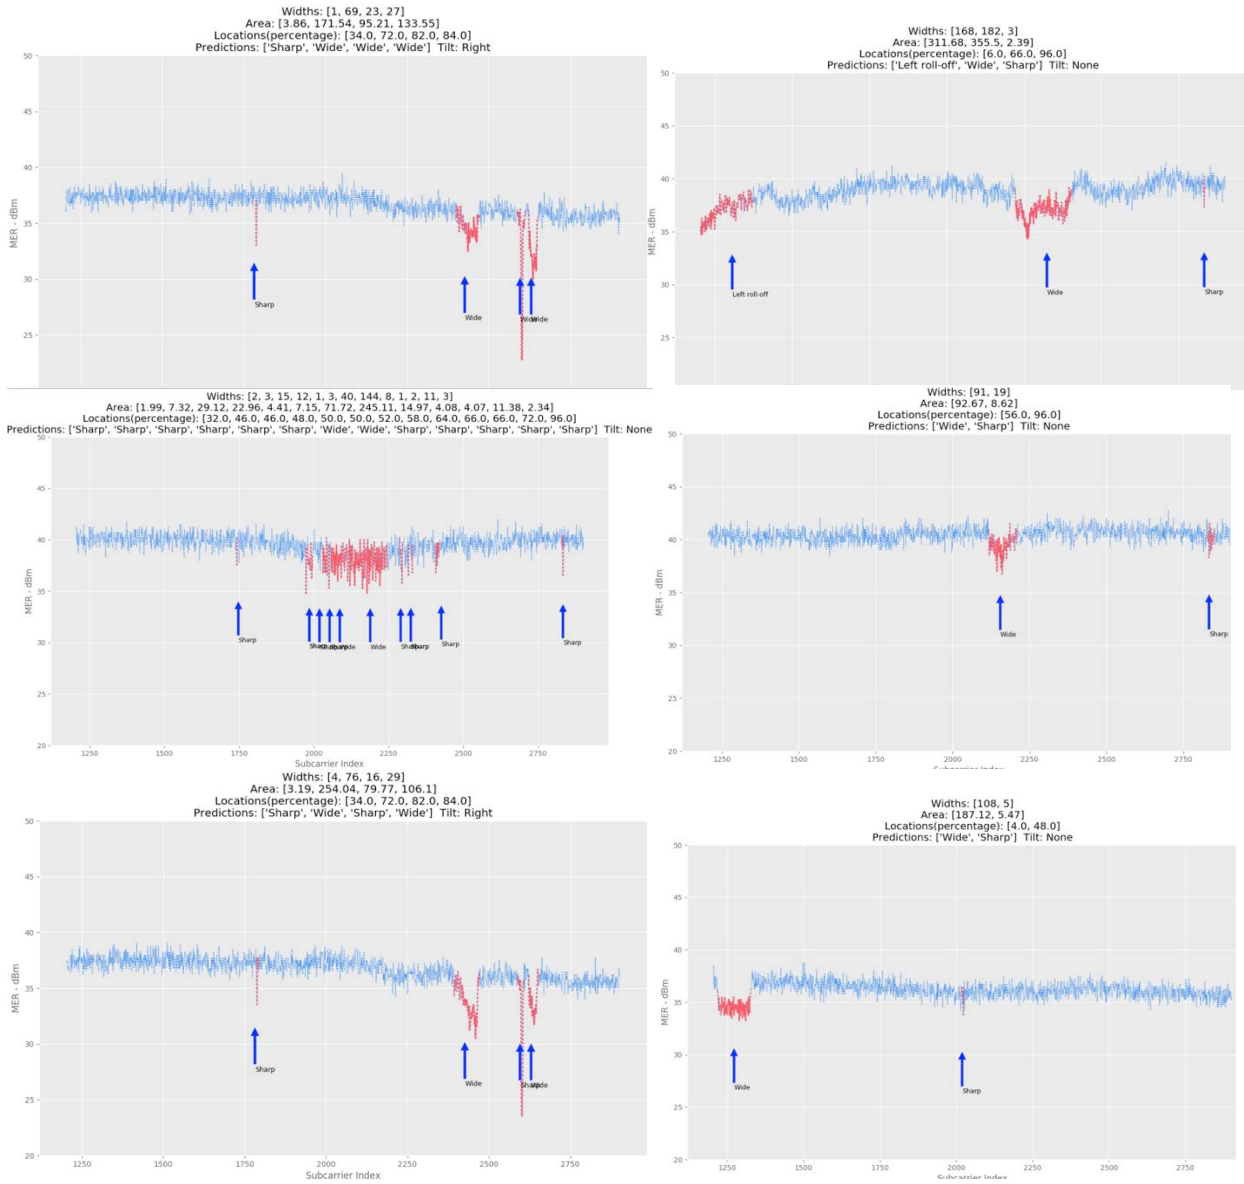 Widths: [1, 69, 23, 27]
Area: [3.86, 171.54, 95.21, 133.55]
Locations(percentage): [34.0, 72.0, 82.0, 84.0]
Predictions: ['Sharp', 'Wide', 'Wide', 'Wide']  Tilt: Right
50
45
40
35
30
25
MER - dBm
Sharp
Wide
Wide
Wide
Widths: [168, 182, 3]
Area: [311.68, 355.5, 2.39]
Locations(percentage): [6.0, 66.0, 96.0]
Predictions: ['Left roll-off', 'Wide', 'Sharp']  Tilt: None
50
45
40
35
30
25
MER - dBm
Left roll-off
Wide
Sharp
Widths: [2, 3, 15, 12, 1, 3, 40, 144, 8, 1, 2, 11, 3]
Area: [1.99, 7.32, 29.12, 22.96, 4.41, 7.15, 71.72, 245.11, 14.97, 4.08, 4.07, 11.38, 2.34]
Locations(percentage): [32.0, 46.0, 46.0, 48.0, 50.0, 50.0, 52.0, 58.0, 64.0, 66.0, 66.0, 72.0, 96.0]
Predictions: ['Sharp', 'Sharp', 'Sharp', 'Sharp', 'Sharp', 'Sharp', 'Wide', 'Wide', 'Sharp', 'Sharp', 'Sharp', 'Sharp', 'Sharp']  Tilt: None
50
45
40
35
30
25
20
MER - dBm
Sharp
Sharp
Wide
Wide
Sharp
Sharp
Sharp
1250
1750
2000
2250
2500
2750
Subcarrier Index
Widths: [91, 19]
Area: [92.67, 8.62]
Locations(percentage): [56.0, 96.0]
Predictions: ['Wide', 'Sharp']  Tilt: None
50
45
40
35
30
25
20
MER - dBm
Wide
Sharp
1250
1500
1750
2000
2250
2500
2750
Subcarrier Index
Widths: [4, 76, 16, 29]
Area: [3.19, 254.04, 79.77, 106.1]
Locations(percentage): [34.0, 72.0, 82.0, 84.0]
Predictions: ['Sharp', 'Wide', 'Sharp', 'Wide']  Tilt: Right
50
45
40
35
30
25
20
MER - dBm
Sharp
Wide
Sharp
Wide
1250
1500
1750
2000
2250
2500
2750
Subcarrier Index
Widths: [108, 5]
Area: [187.12, 5.47]
Locations(percentage): [4.0, 48.0]
Predictions: ['Wide', 'Sharp']  Tilt: None
50
45
40
35
30
25
20
MER - dBm
Wide
Sharp
1250
1500
1750
2000
2250
2500
2750
Subcarrier Index